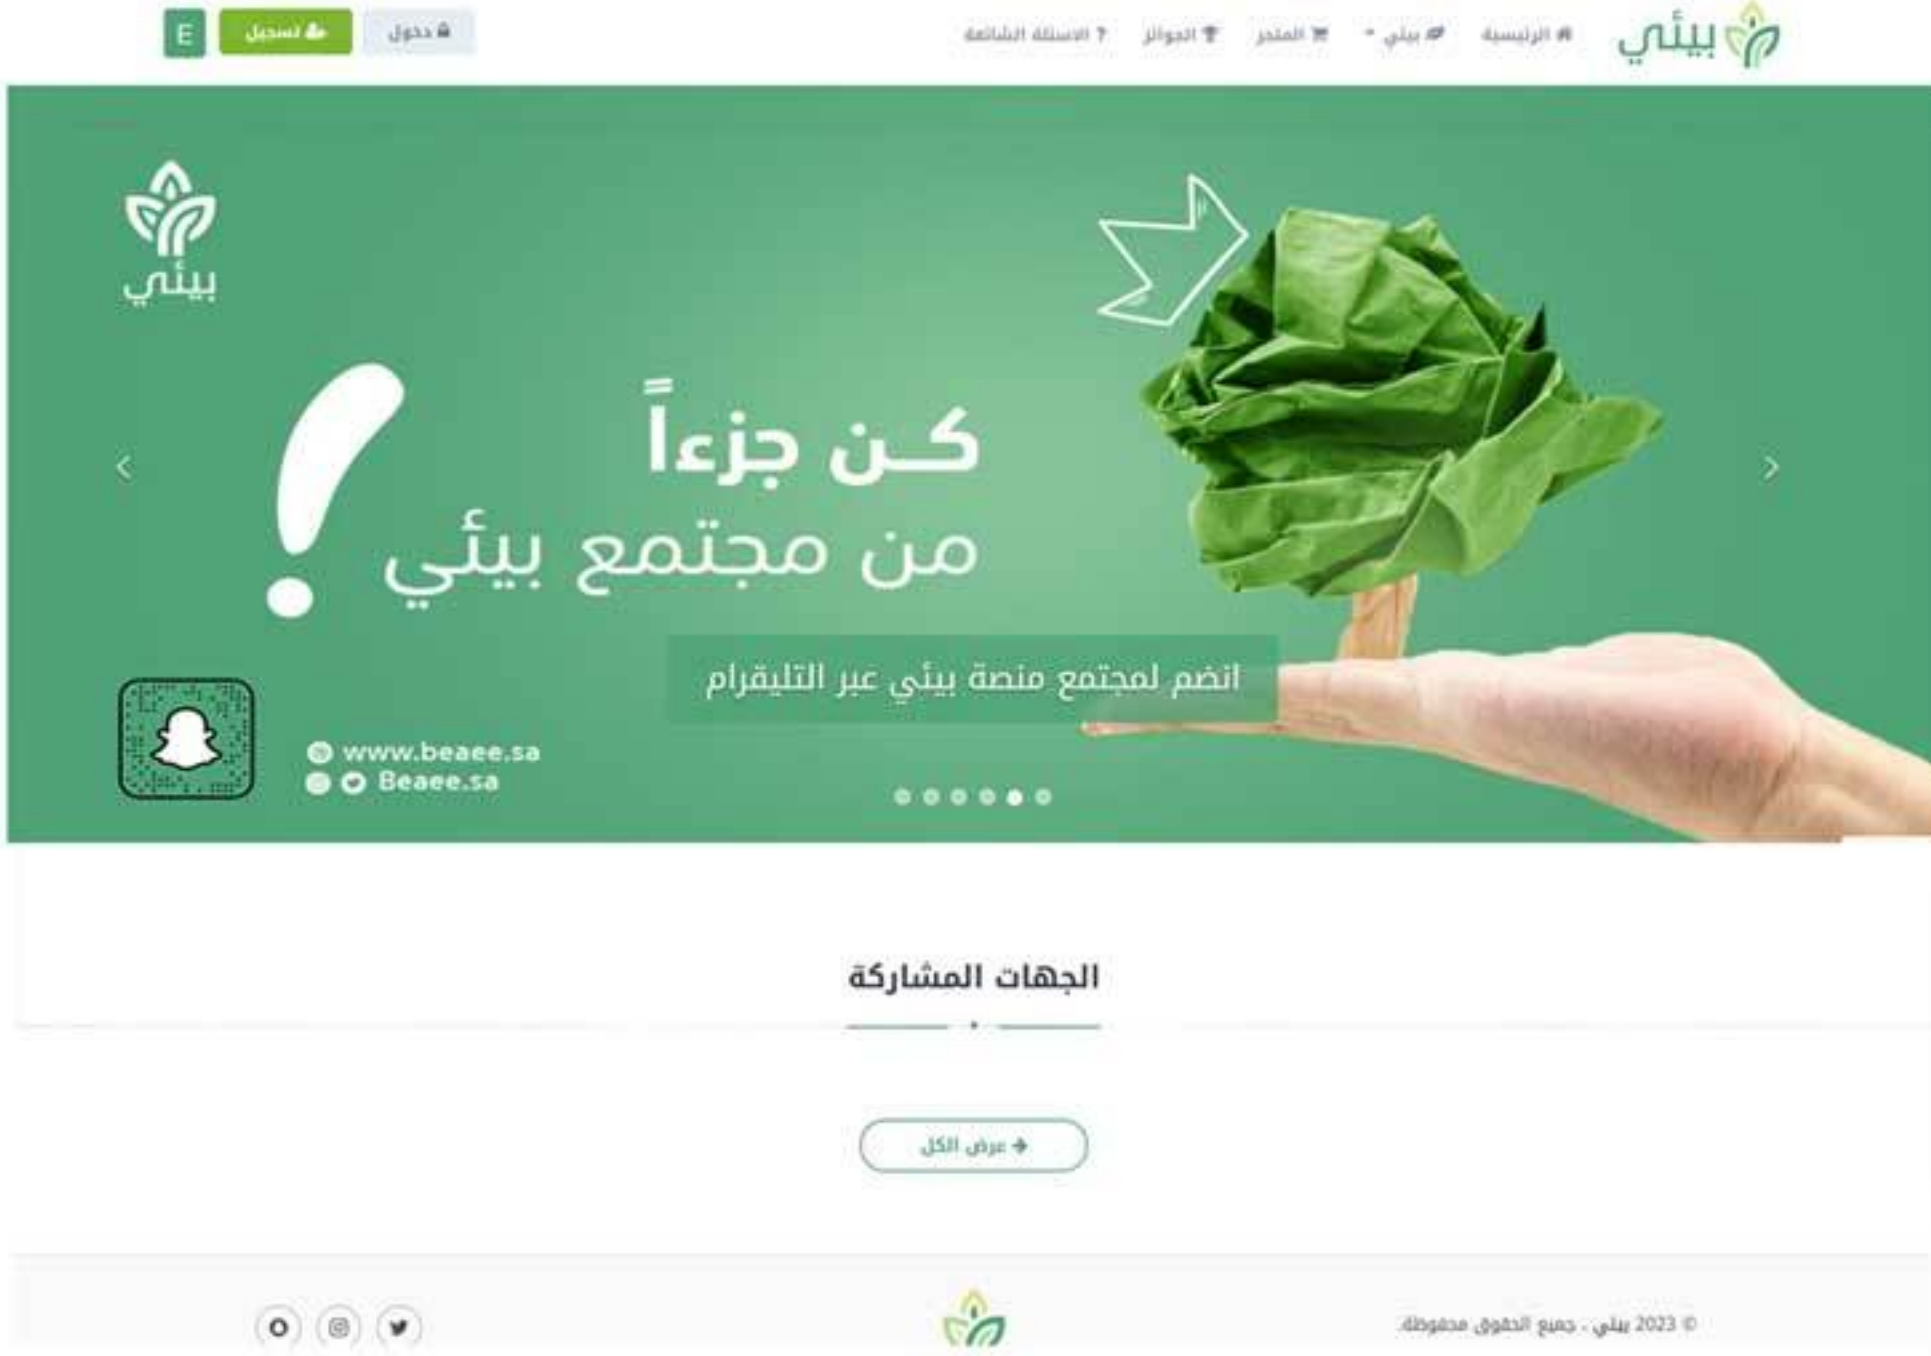 بيئي
الرئيسية
بيئي
المتجر
الجوائز
الاسئلة الشائعة
دخول
تسجيل
E
بيئي
كن جزءاً
من مجتمع بيئي
!
انضم لمجتمع منصة بيئي عبر التليقرام
www.beaee.sa
Beaee.sa
الجهات المشاركة
عرض الكل
© 2023 بيئي ، جميع الحقوق محفوظة.